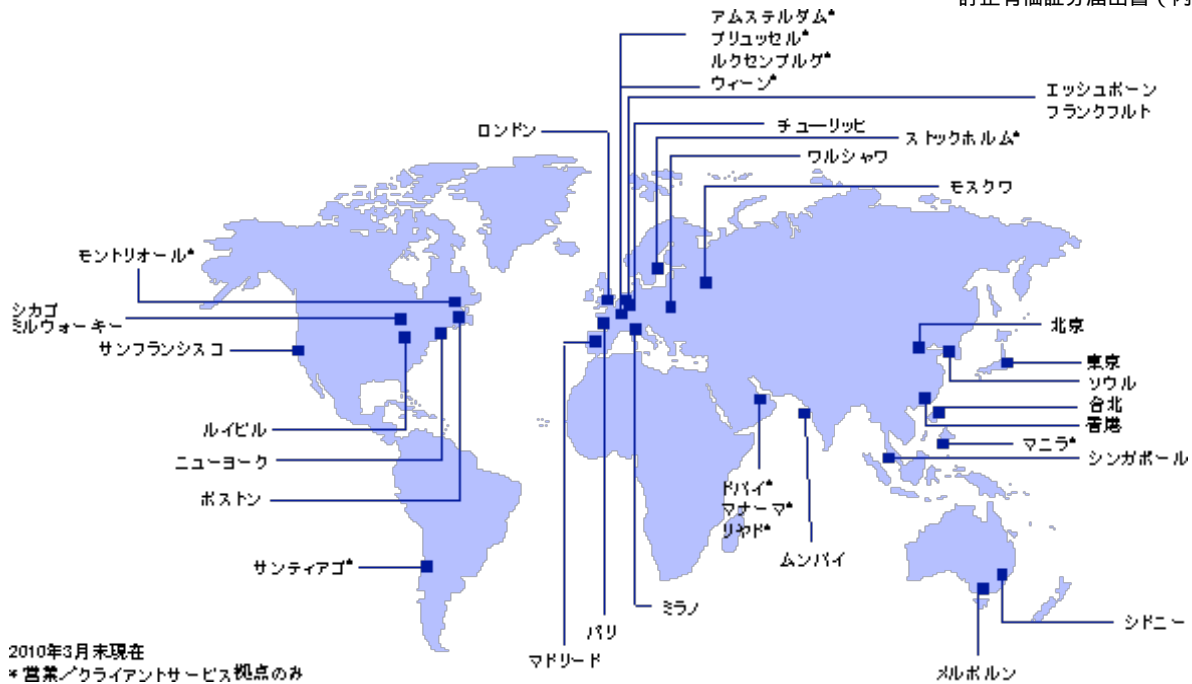 アムステルダム*
ブリュッセル*
ルクセンブルグ*
ウィーン*
エッシュボーン
フランクフルト
ロンドン
チューリッヒ
ストックホルム*
ワルシャワ
モスクワ
モントリオール*
シカゴ
ミルウォーキー
サンフランシスコ
北京
東京
ソウル
台北
香港
マニラ*
シンガポール
ルイビル
ニューヨーク
ボストン
ドバイ*
マナーマ*
リヤド*
ムンバイ
サンティアゴ*
ミラノ
パリ
マドリード
シドニー
メルボルン
2010年3月末現在
* 営業/クライアントサービス拠点のみ